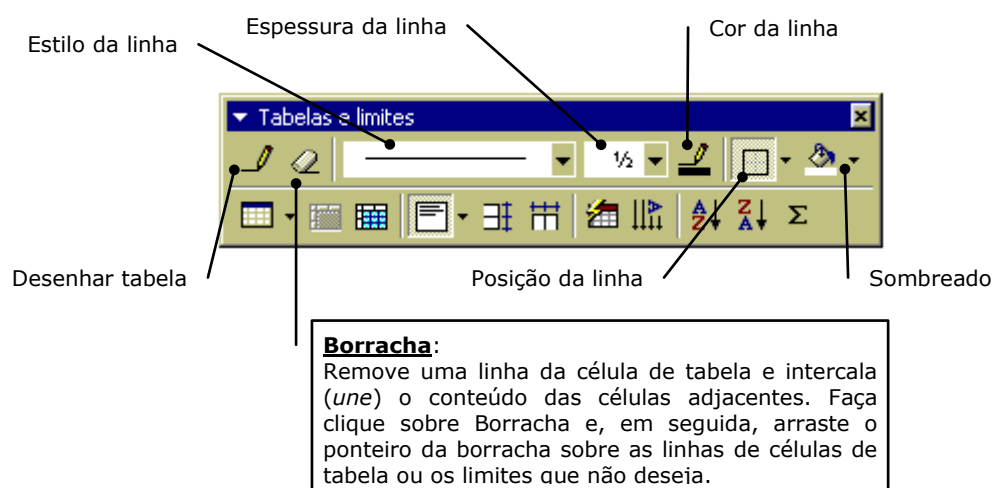 Espessura da linha
Cor da linha
Estilo da linha
Tabelas e limites
½
A
Z
Z
A
Σ
Desenhar tabela
Posição da linha
Sombreado
Borracha:
Remove uma linha da célula de tabela e intercala
(une) o conteúdo das células adjacentes. Faça
clique sobre Borracha e, em seguida, arraste o
ponteiro da borracha sobre as linhas de células de
tabela ou os limites que não deseja.